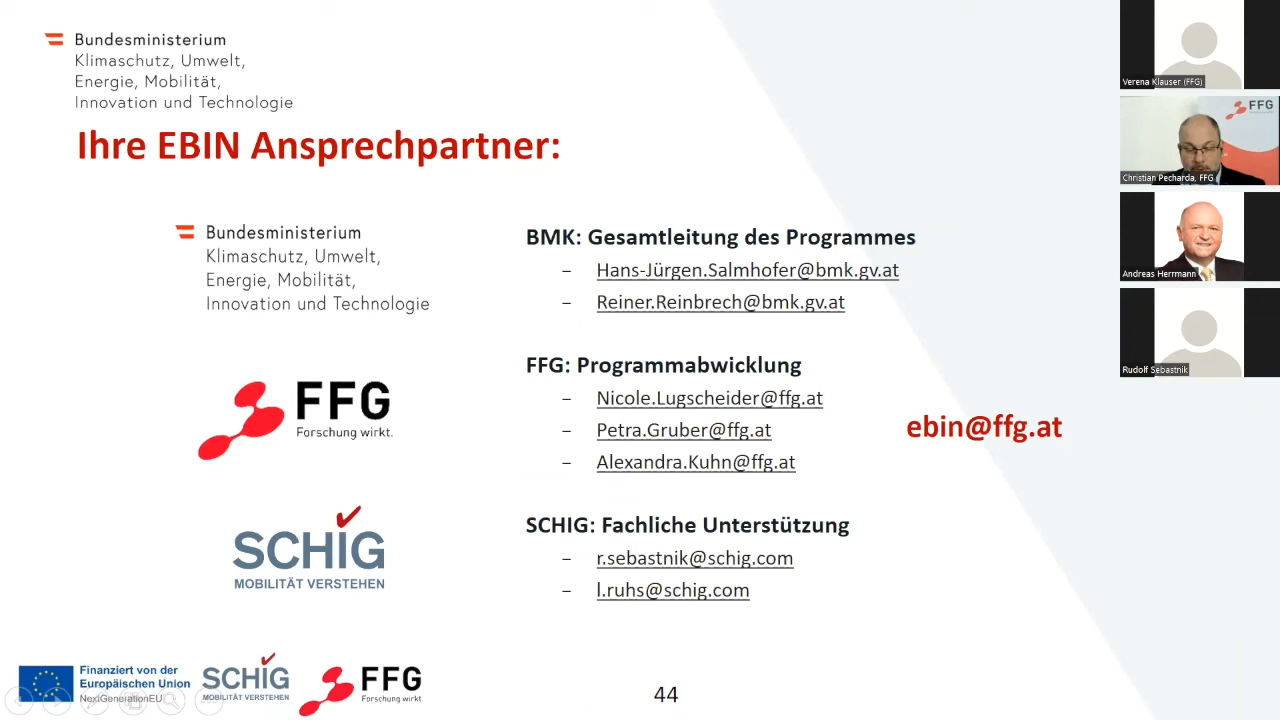 Bundesministerium
Klimaschutz, Umwelt,
Energie, Mobilität,
Innovation und Technologie
Ihre EBIN Ansprechpartner:
Bundesministerium
Klimaschutz, Umwelt,
Energie, Mobilität,
Innovation und Technologie
BMK: Gesamtleitung des Programmes
– Hans-Jürgen.Salmhofer@bmk.gv.at
– Reiner.Reinbrech@bmk.gv.at
FFG
Forschung wirkt.
FFG: Programmabwicklung
– Nicole.Lugscheider@ffg.at
– Petra.Gruber@ffg.at
– Alexandra.Kuhn@ffg.at
ebin@ffg.at
SCHIG
MOBILITÄT VERSTEHEN
SCHIG: Fachliche Unterstützung
– r.sebastnik@schig.com
– l.ruhs@schig.com
Finanziert von der
Europäischen Union
NextGenerationEU
SCHIG
MOBILITÄT VERSTEHEN
FFG
Forschung wirkt.
44
Verena Klauser (FFG)
FFG
Christian Pecharda, FFG
Andreas Herrmann
Rudolf Sebastnik